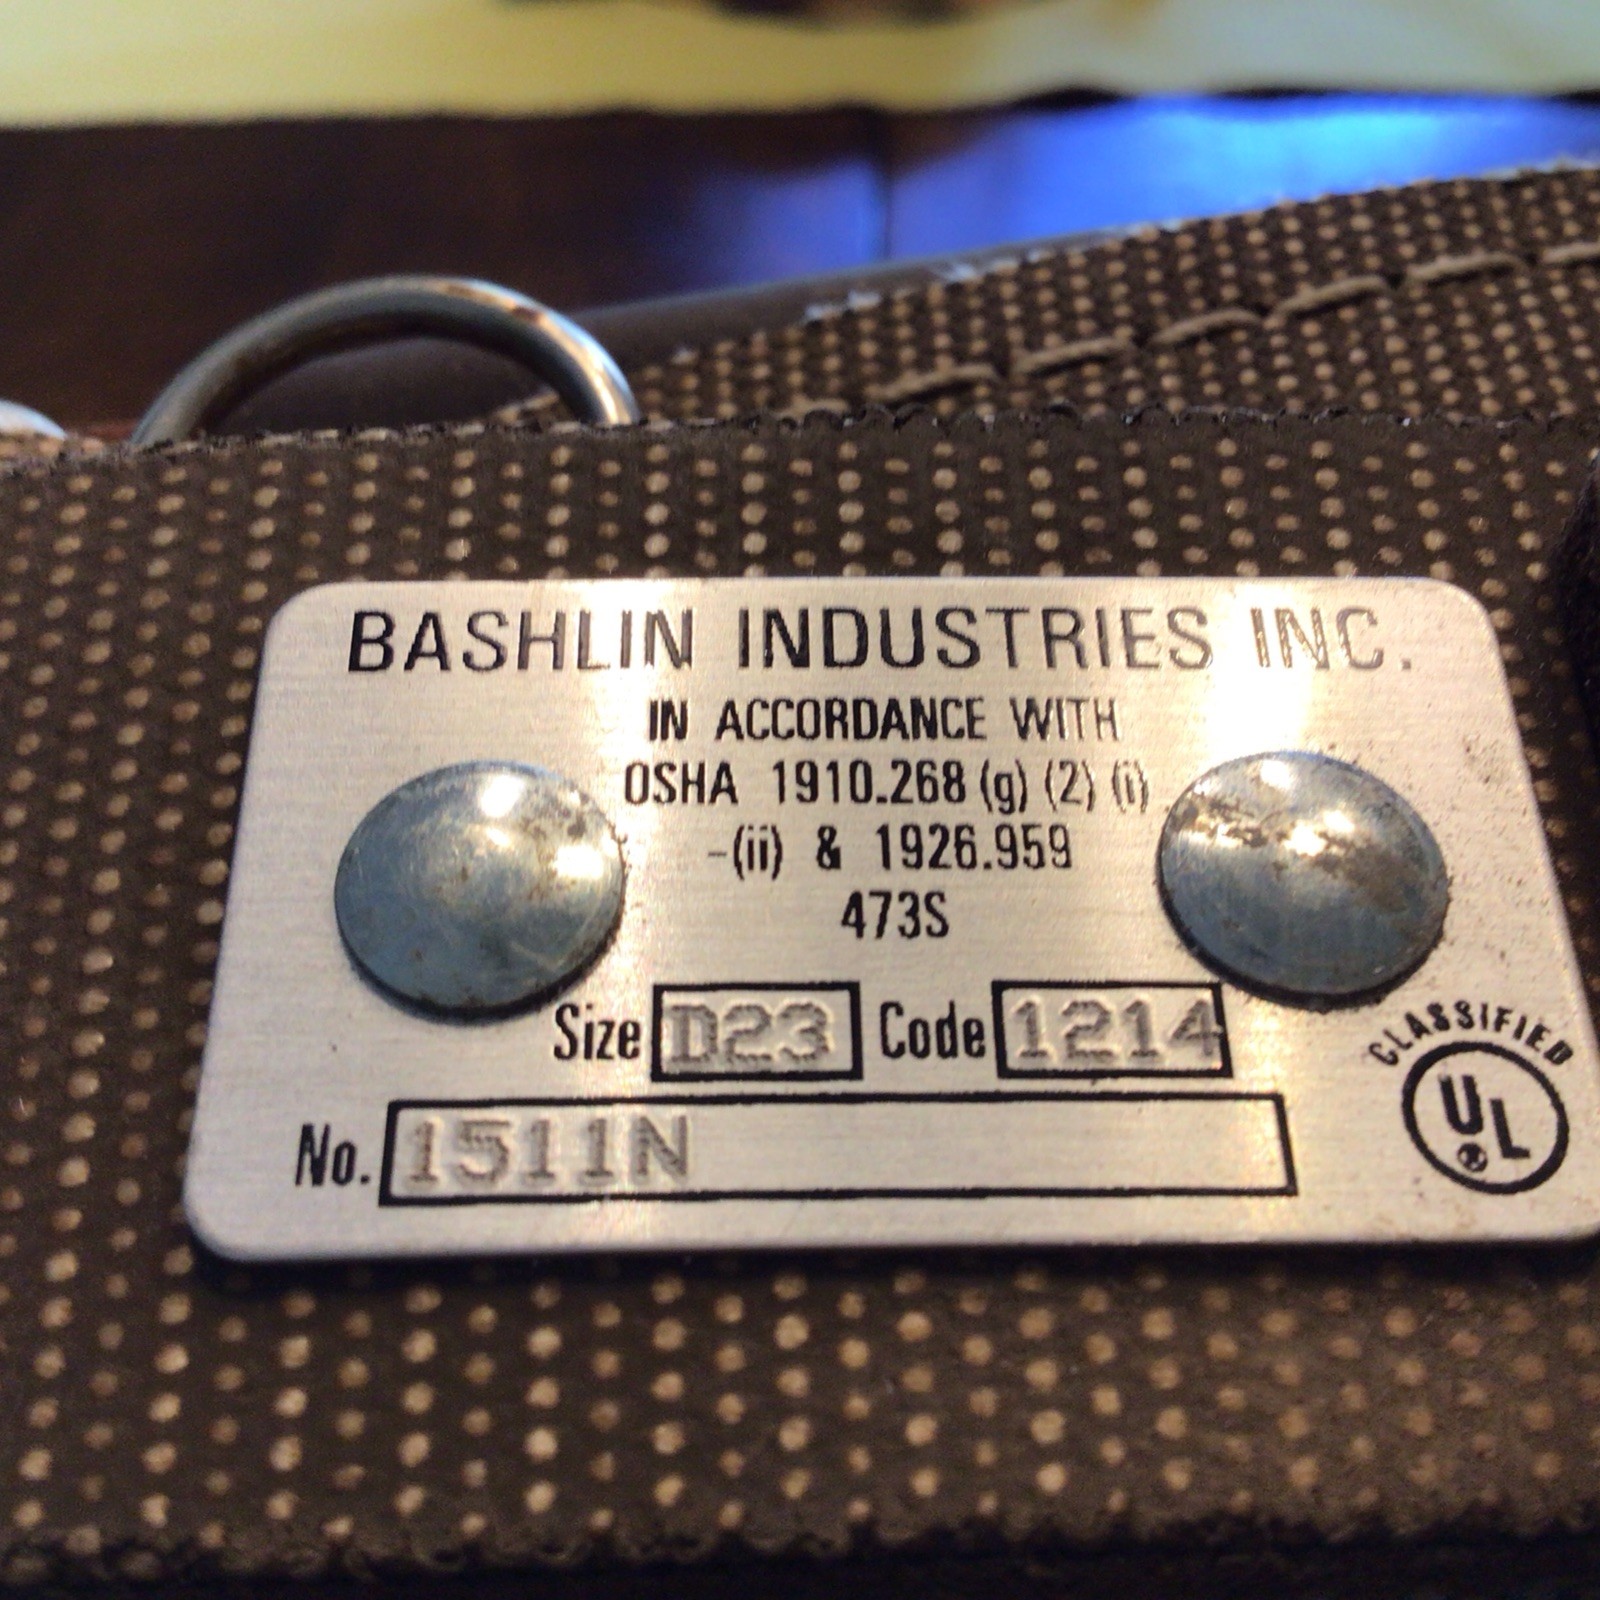 BASHLIN INDUSTRIES INC.
IN ACCORDANCE WITH
OSHA 1910.268 (g) (2) (i)
-(ii) & 1926.959
473S
Size D23 Code 1214
CLASSIFIED
UL
®
No. 1511N